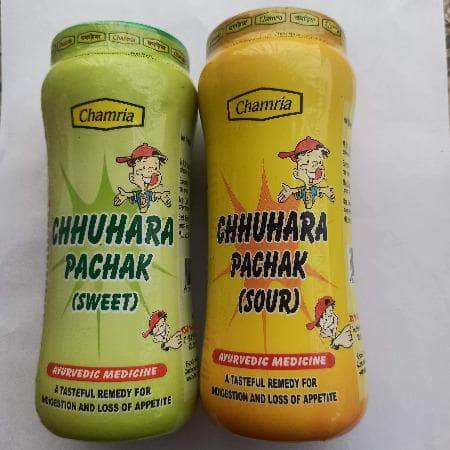 Chamria
CHHUHARA
PACHAK
(SWEET)
AYURVEDIC MEDICINE
A TASTEFUL REMEDY FOR
INDIGESTION AND LOSS OF APPETITE
Chamria
CHHUHARA
PACHAK
(SOUR)
AYURVEDIC MEDICINE
A TASTEFUL REMEDY FOR
INDIGESTION AND LOSS OF APPETITE